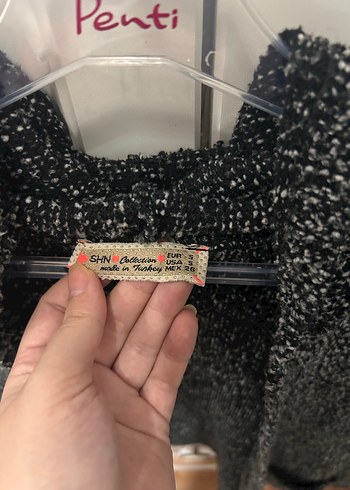 Penti
SHN Collection
made in Turkey
EUR S
USA S
MEX 26